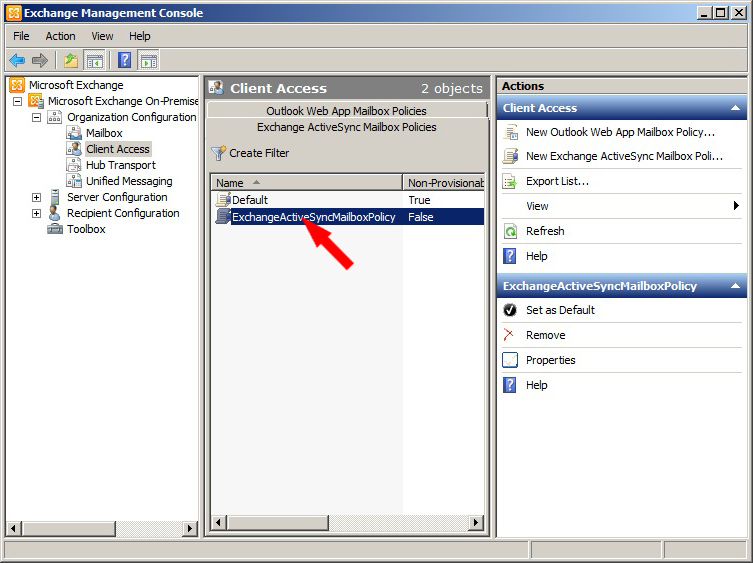 Exchange Management Console
File Action View Help
Microsoft Exchange
Microsoft Exchange On-Premise
Organization Configuration
Mailbox
Client Access
Hub Transport
Unified Messaging
Server Configuration
Recipient Configuration
Toolbox
Client Access 2 objects
Outlook Web App Mailbox Policies
Exchange ActiveSync Mailbox Policies
Create Filter
Name Non-Provisionab
Default True
ExchangeActiveSyncMailboxPolicy False
Actions
Client Access
New Outlook Web App Mailbox Policy...
New Exchange ActiveSync Mailbox Poli...
Export List...
View
Refresh
Help
ExchangeActiveSyncMailboxPolicy
Set as Default
Remove
Properties
Help